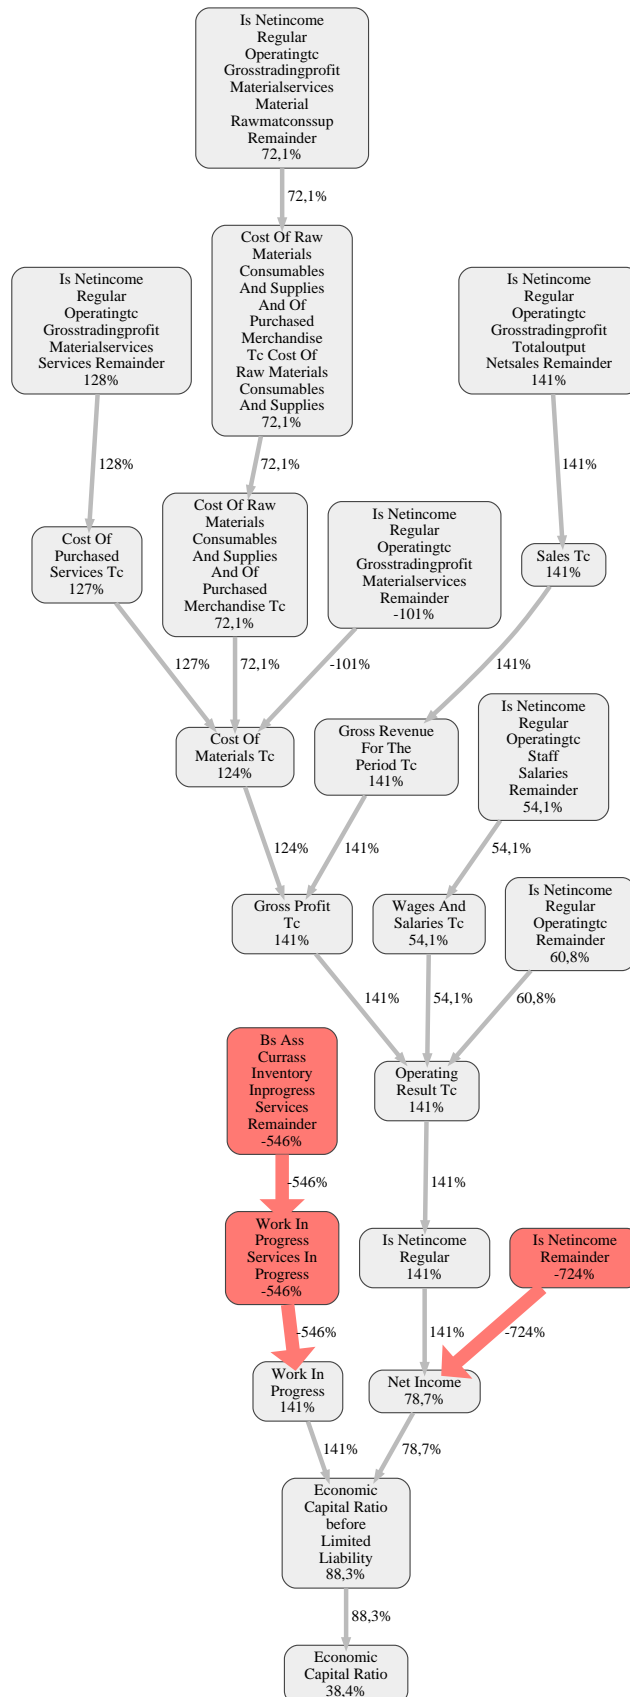 Is Netincome
Regular
Operatingtc
Grosstradingprofit
Materialservices
Material
Rawmatconssup
Remainder
72,1%
72,1%
Cost Of Raw
Materials
Consumables
And Supplies
And Of
Purchased
Merchandise
Tc Cost Of
Raw Materials
Consumables
And Supplies
72,1%
Is Netincome
Regular
Operatingtc
Grosstradingprofit
Materialservices
Services Remainder
128%
Is Netincome
Regular
Operatingtc
Grosstradingprofit
Totaloutput
Netsales Remainder
141%
128%
72,1%
141%
Cost Of
Purchased
Services Tc
127%
Cost Of Raw
Materials
Consumables
And Supplies
And Of
Purchased
Merchandise Tc
72,1%
Is Netincome
Regular
Operatingtc
Grosstradingprofit
Materialservices
Remainder
-101%
Sales Tc
141%
127%
72,1%
-101%
141%
Cost Of
Materials Tc
124%
Gross Revenue
For The
Period Tc
141%
Is Netincome
Regular
Operatingtc
Staff
Salaries
Remainder
54,1%
124%
141%
54,1%
Gross Profit
Tc
141%
Wages And
Salaries Tc
54,1%
Is Netincome
Regular
Operatingtc
Remainder
60,8%
141%
54,1%
60,8%
Bs Ass
Currass
Inventory
Inprogress
Services
Remainder
-546%
Operating
Result Tc
141%
-546%
141%
Work In
Progress
Services In
Progress
-546%
Is Netincome
Regular
141%
Is Netincome
Remainder
-724%
-546%
141%
-724%
Work In
Progress
141%
Net Income
78,7%
141%
78,7%
Economic
Capital Ratio
before
Limited
Liability
88,3%
88,3%
Economic
Capital Ratio
38,4%